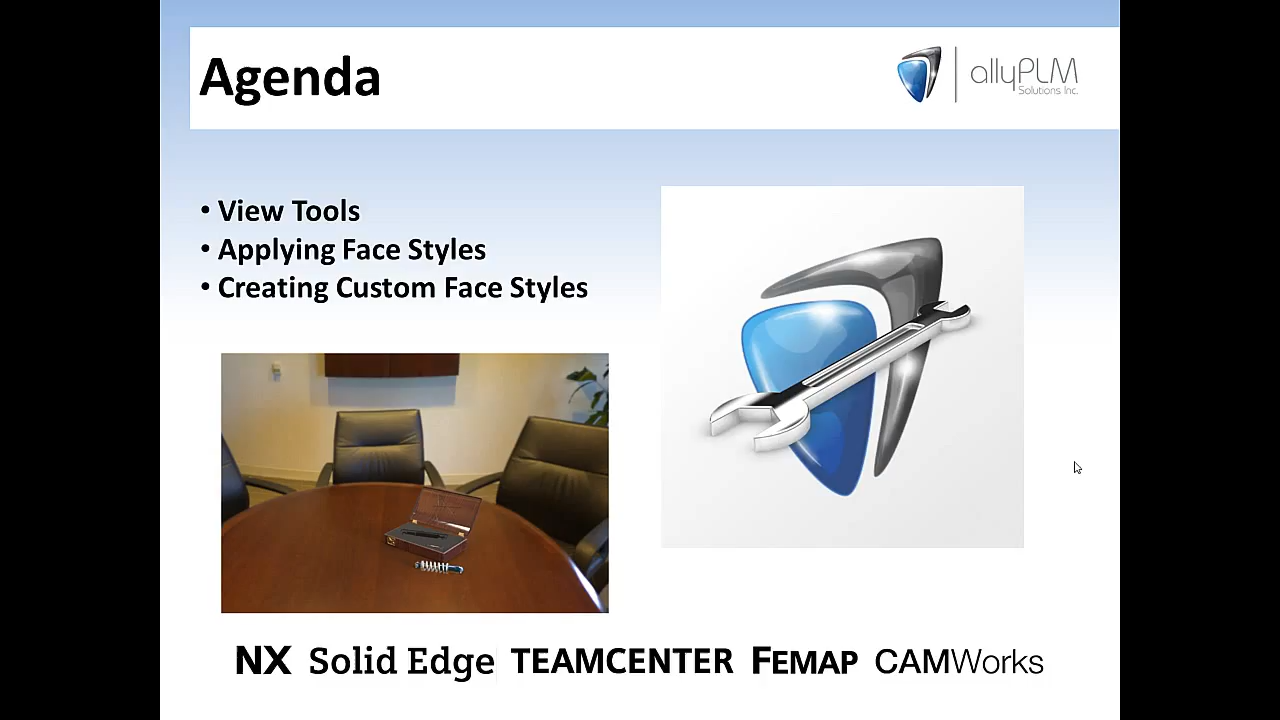 Agenda
allyPLM
Solutions Inc.
• View Tools
• Applying Face Styles
• Creating Custom Face Styles
NX Solid Edge TEAMCENTER FEMAP CAMWorks